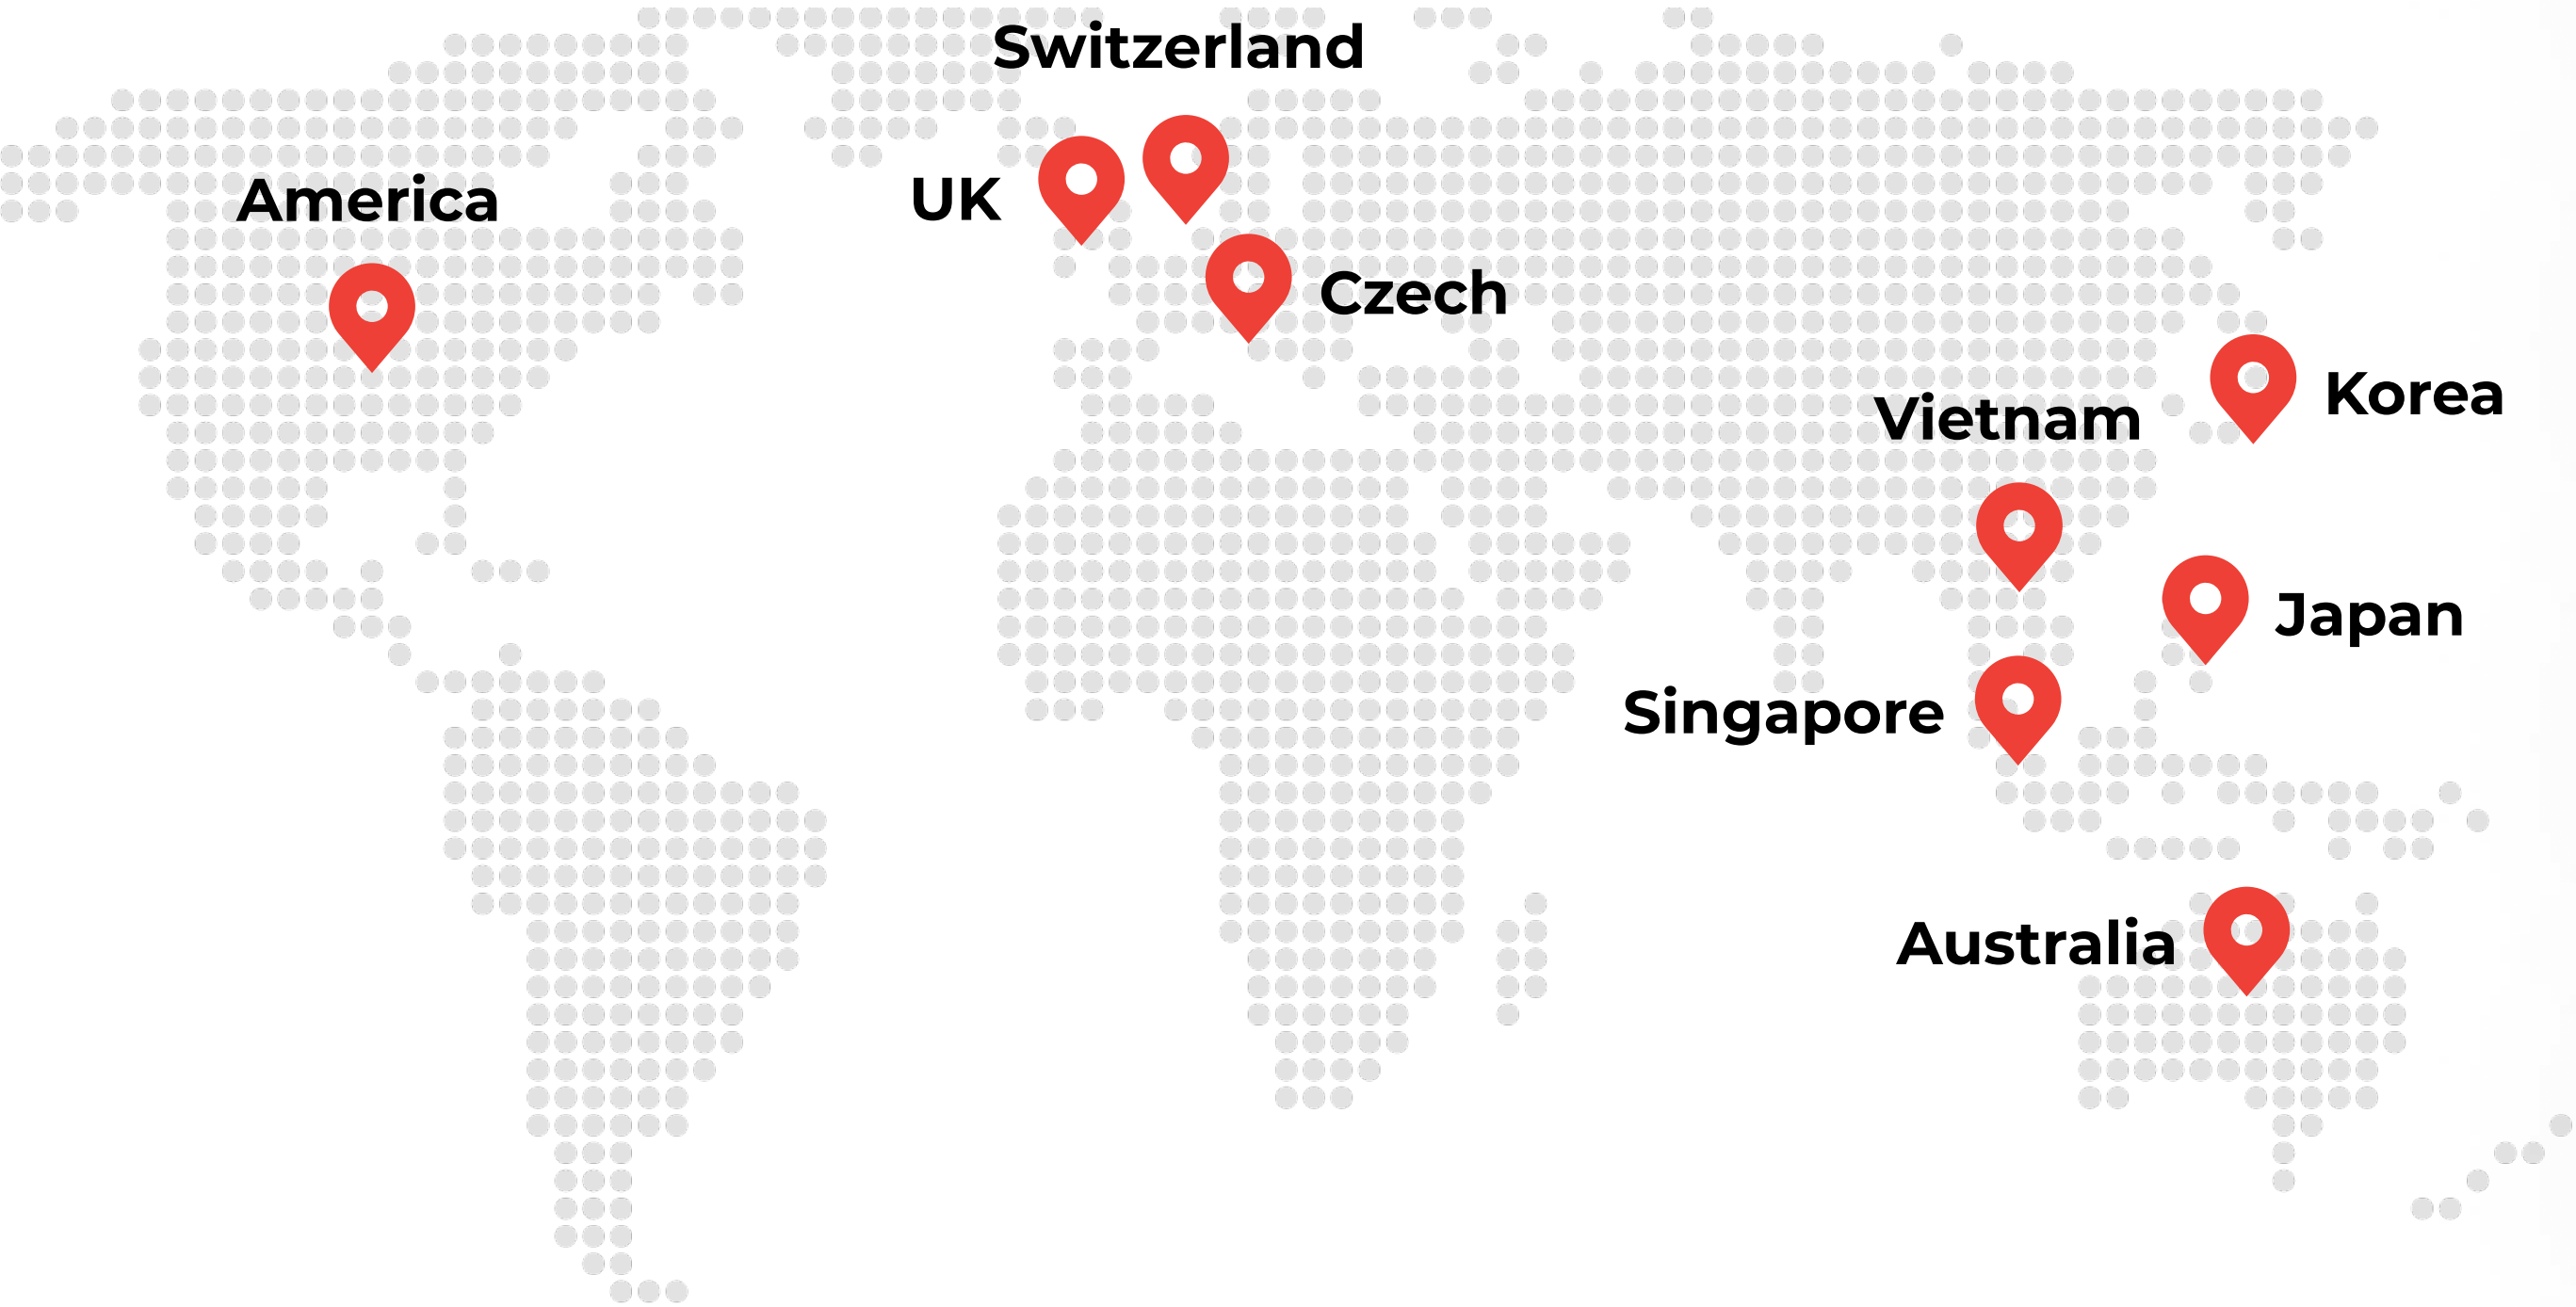 Switzerland
America
UK
Czech
Korea
Vietnam
Japan
Singapore
Australia